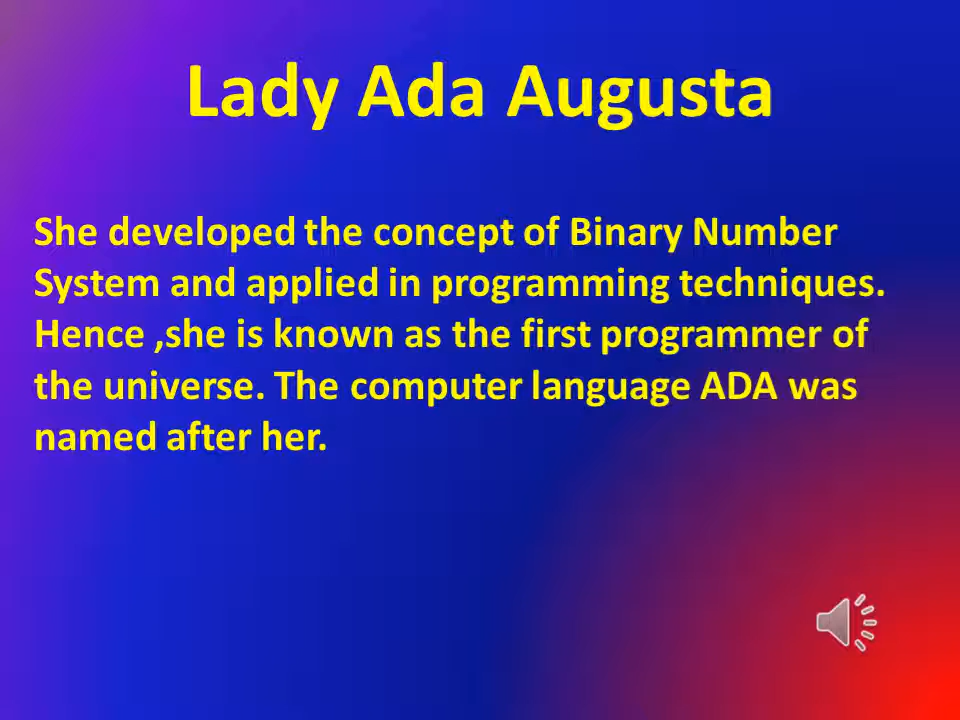 Lady Ada Augusta
She developed the concept of Binary Number
System and applied in programming techniques.
Hence ,she is known as the first programmer of
the universe. The computer language ADA was
named after her.